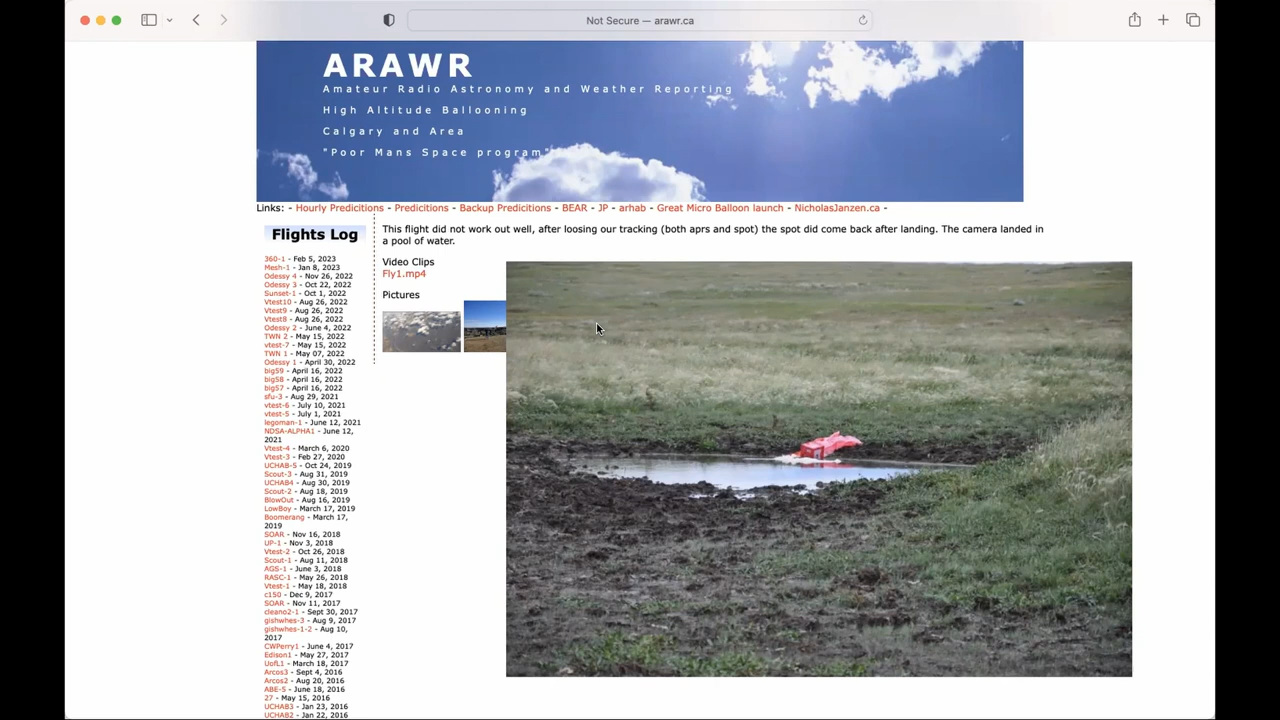 Not Secure — arawr.ca
ARAWR
Amateur Radio Astronomy and Weather Reporting
High Altitude Ballooning
Calgary and Area
"Poor Mans Space program"
Links: - Hourly Predicitions - Predicitions - Backup Predicitions - BEAR - JP - arhab - Great Micro Balloon launch - NicholasJanzen.ca -
Flights Log
360-1 - Feb 5, 2023
Mesh-1 - Jan 8, 2023
Odessy 4 - Nov 26, 2022
Odessy 3 - Oct 22, 2022
Sunset-1 - Oct 1, 2022
Vtest10 - Aug 26, 2022
Vtest9 - Aug 26, 2022
Vtest8 - Aug 26, 2022
Odessy 2 - June 4, 2022
TWN 2 - May 15, 2022
vtest-7 - May 15, 2022
TWN 1 - May 07, 2022
Odessy 1 - April 30, 2022
big59 - April 16, 2022
big58 - April 16, 2022
big57 - April 16, 2022
sfu-3 - Aug 29, 2021
vtest-6 - July 10, 2021
vtest-5 - July 1, 2021
legoman-1 - June 12, 2021
NDSA-ALPHA1 - June 12,
2021
Vtest-4 - March 6, 2020
Vtest-3 - Feb 27, 2020
UCHAB-5 - Oct 24, 2019
Scout-3 - Aug 31, 2019
UCHAB4 - Aug 30, 2019
Scout-2 - Aug 18, 2019
BlowOut - Aug 16, 2019
LowBoy - March 17, 2019
Boomerang - March 17,
2019
SOAR - Nov 16, 2018
UP-1 - Nov 3, 2018
Vtest-2 - Oct 26, 2018
Scout-1 - Aug 11, 2018
AGS-1 - June 3, 2018
RASC-1 - May 26, 2018
Vtest-1 - May 18, 2018
c150 - Dec 9, 2017
SOAR - Nov 11, 2017
cleano2-1 - Sept 30, 2017
gishwhes-3 - Aug 9, 2017
gishwhes-1-2 - Aug 10,
2017
CWPerry1 - June 4, 2017
Edison1 - May 27, 2017
UofL1 - March 18, 2017
Arcos3 - Sept 4, 2016
Arcos2 - Aug 20, 2016
ABE-5 - June 18, 2016
27 - May 15, 2016
UCHAB3 - Jan 23, 2016
UCHAB2 - Jan 22, 2016
This flight did not work out well, after loosing our tracking (both aprs and spot) the spot did come back after landing. The camera landed in
a pool of water.
Video Clips
Fly1.mp4
Pictures